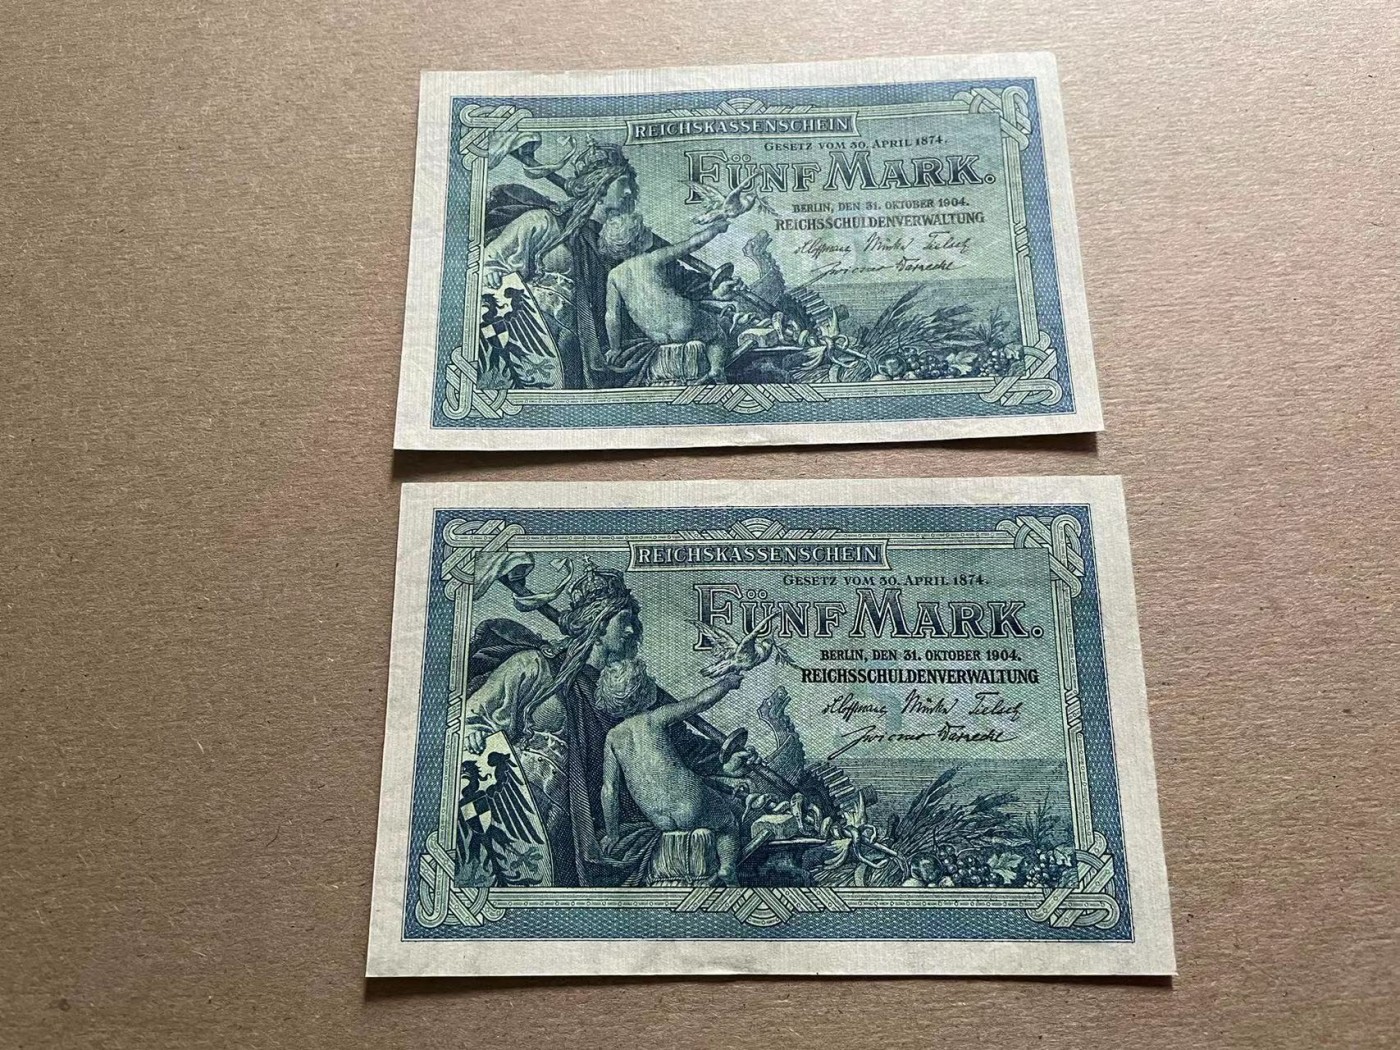 REICHSKASSENSCHEIN
GESETZ VOM 30. APRIL 1874.
FÜNF MARK.
BERLIN, DEN 31. OKTOBER 1904.
REICHSSCHULDENVERWALTUNG
REICHSKASSENSCHEIN
GESETZ VOM 30. APRIL 1874.
FÜNF MARK.
BERLIN, DEN 31. OKTOBER 1904.
REICHSSCHULDENVERWALTUNG